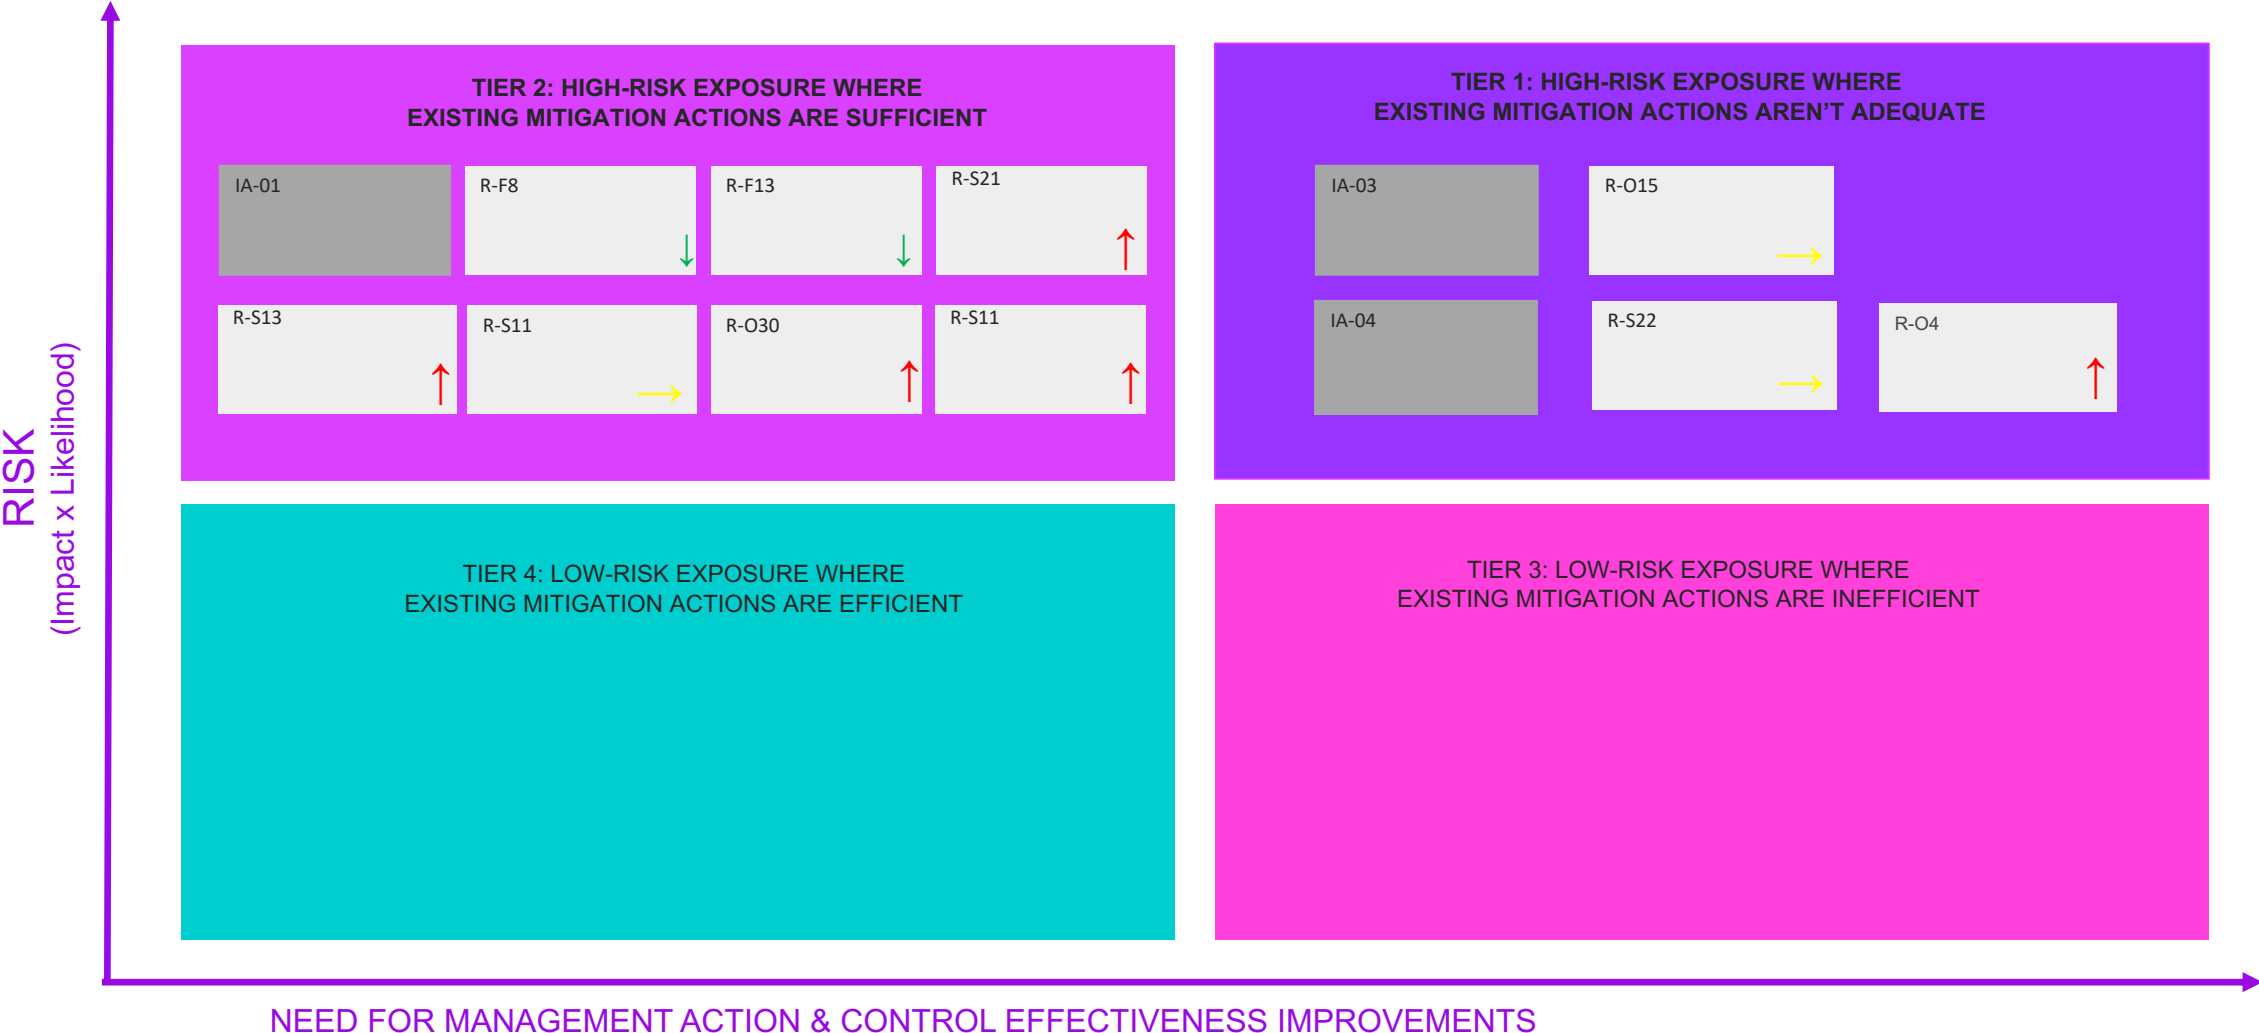 TIER 2: HIGH-RISK EXPOSURE WHERE
EXISTING MITIGATION ACTIONS ARE SUFFICIENT
IA-01
R-F8
↓
R-F13
↓
R-S21
↑
R-S13
↑
R-S11
→
R-O30
↑
R-S11
↑
TIER 1: HIGH-RISK EXPOSURE WHERE
EXISTING MITIGATION ACTIONS AREN’T ADEQUATE
IA-03
R-O15
→
IA-04
R-S22
→
R-O4
↑
RISK
(Impact x Likelihood)
TIER 4: LOW-RISK EXPOSURE WHERE
EXISTING MITIGATION ACTIONS ARE EFFICIENT
TIER 3: LOW-RISK EXPOSURE WHERE
EXISTING MITIGATION ACTIONS ARE INEFFICIENT
NEED FOR MANAGEMENT ACTION & CONTROL EFFECTIVENESS IMPROVEMENTS